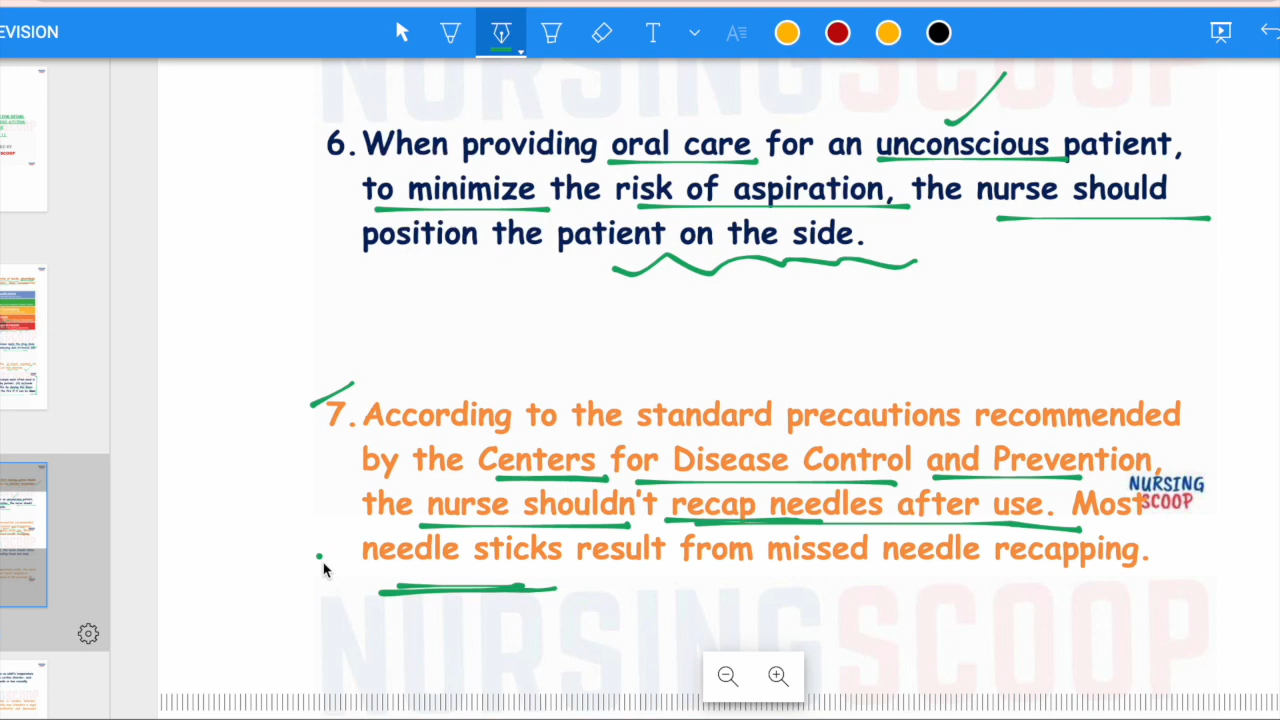 EVISION
NURSINGSCOOP
6. When providing oral care for an unconscious patient,
to minimize the risk of aspiration, the nurse should
position the patient on the side.
7. According to the standard precautions recommended
by the Centers for Disease Control and Prevention,
the nurse shouldn't recap needles after use. Most
needle sticks result from missed needle recapping.
NURSING
SCOOP
NURSINGSCOOP